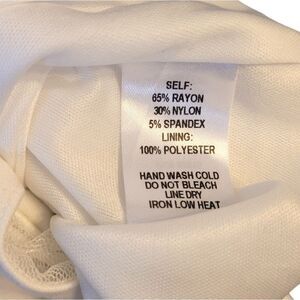 SELF:
65% RAYON
30% NYLON
5% SPANDEX
LINING:
100% POLYESTER
HAND WASH COLD
DO NOT BLEACH
LINE DRY
IRON LOW HEAT